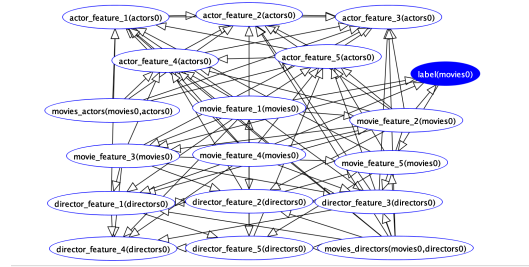 actor_feature_1(actors0) actor_feature_2(actors0) actor_feature_3(actors0)
actor_feature_4(actors0) actor_feature_5(actors0)
label(movies0)
movies_actors(movies0,actors0) movie_feature_1(movies0)
movie_feature_2(movies0)
movie_feature_3(movies0) movie_feature_4(movies0)
movie_feature_5(movies0)
director_feature_1(directors0) director_feature_2(directors0) director_feature_3(directors0)
director_feature_4(directors0) director_feature_5(directors0) movies_directors(movies0,directors0)